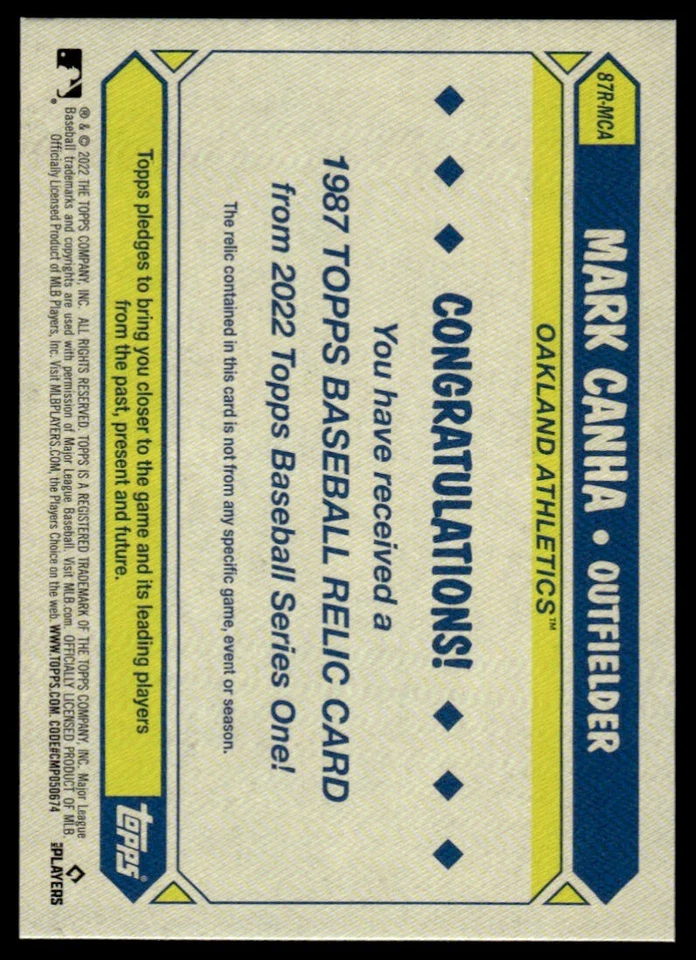 87R-MCA
MARK CANHA • OUTFIELDER
OAKLAND ATHLETICS™
CONGRATULATIONS!
You have received a
1987 TOPPS BASEBALL RELIC CARD
from 2022 Topps Baseball Series One!
The relic contained in this card is not from any specific game, event or season.
Topps pledges to bring you closer to the game and its leading players
from the past, present and future.
TOPPS
® & © 2022 THE TOPPS COMPANY, INC. ALL RIGHTS RESERVED. TOPPS IS A REGISTERED TRADEMARK OF THE TOPPS COMPANY, INC. Major League
Baseball trademarks and copyrights are used with permission of Major League Baseball. Visit MLB.com. OFFICIALLY LICENSED PRODUCT OF MLB
Officially Licensed Product of MLB Players, Inc. Visit MLBPLAYERS.COM, the Players Choice on the web. WWW.TOPPS.COM. CODE#CMP050674
PLAYERS